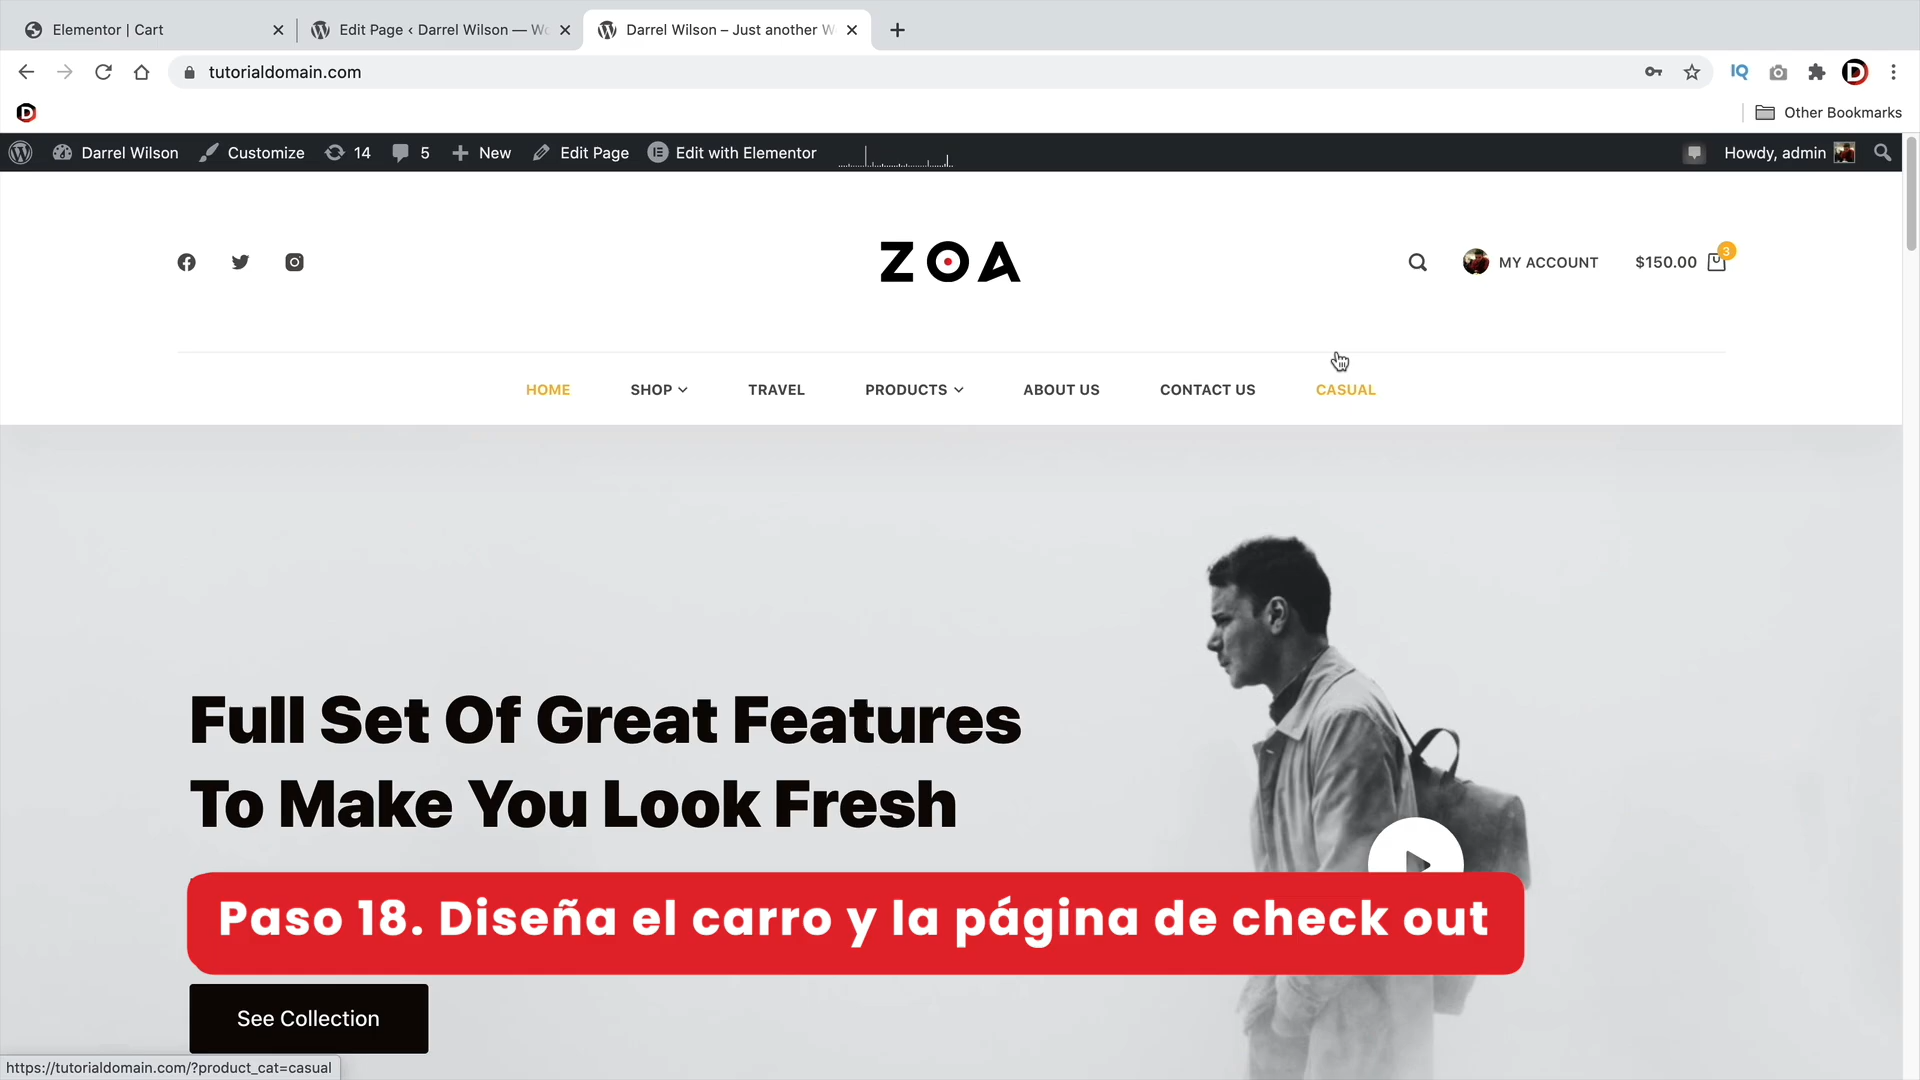 Elementor | Cart
Edit Page ‹ Darrel Wilson — Wo
Darrel Wilson – Just another W
tutorialdomain.com
IQ
D
D
Other Bookmarks
Darrel Wilson
Customize
14
5
New
Edit Page
Edit with Elementor
Howdy, admin
ZOA
MY ACCOUNT
$150.00
3
HOME
SHOP
TRAVEL
PRODUCTS
ABOUT US
CONTACT US
CASUAL
Full Set Of Great Features
To Make You Look Fresh
Paso 18. Diseña el carro y la página de check out
See Collection
https://tutorialdomain.com/?product_cat=casual